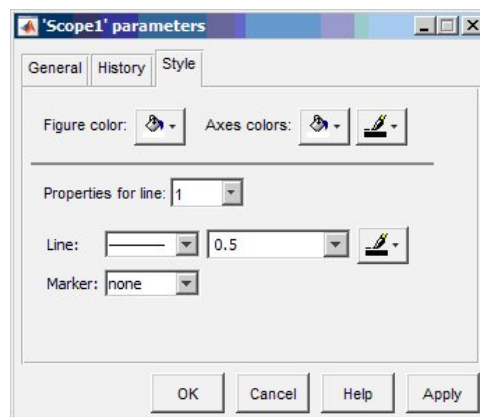 'Scope1' parameters
General History Style
Figure color: Axes colors:
Properties for line: 1
Line: 0.5
Marker: none
OK Cancel Help Apply